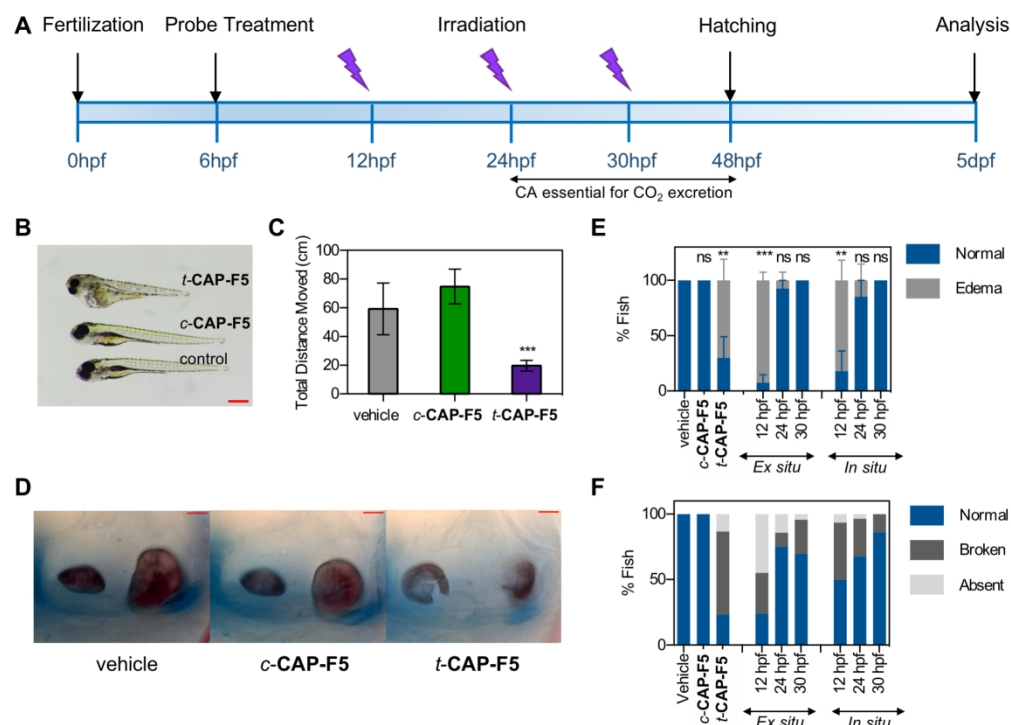 A
Fertilization Probe Treatment Irradiation Hatching Analysis
0hpf 6hpf 12hpf 24hpf 30hpf 48hpf 5dpf
CA essential for CO₂ excretion
B
t-CAP-F5
c-CAP-F5
control
C
Total Distance Moved (cm)
100
80
60
40
20
0
***
vehicle c-CAP-F5 t-CAP-F5
E
% Fish
100
50
0
ns ** *** ns ns ** ns ns
Normal
Edema
vehicle
c-CAP-F5
t-CAP-F5
12 hpf
24 hpf
30 hpf
12 hpf
24 hpf
30 hpf
Ex situ In situ
D
vehicle c-CAP-F5 t-CAP-F5
F
% Fish
100
50
0
Normal
Broken
Absent
Vehicle
c-CAP-F5
t-CAP-F5
12 hpf
24 hpf
30 hpf
12 hpf
24 hpf
30 hpf
Ex situ In situ